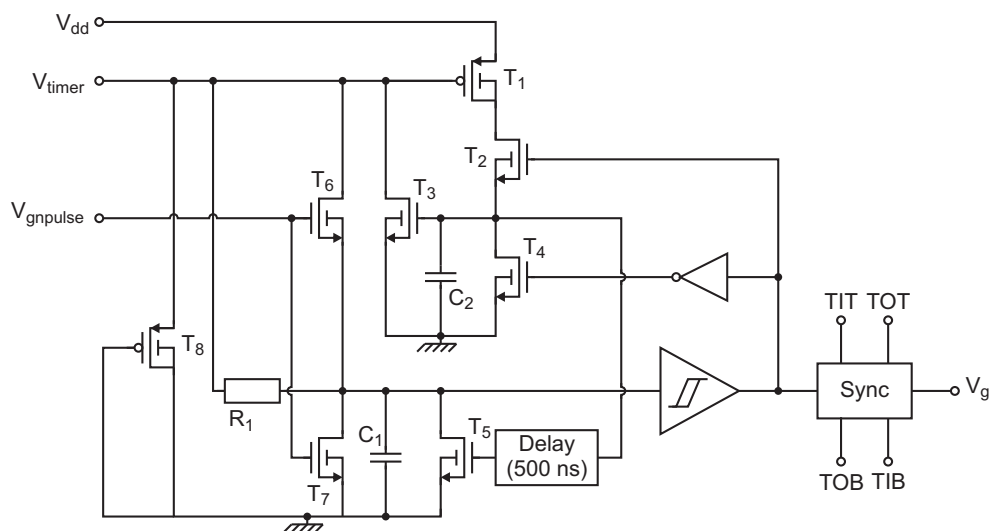 Vdd
Vtimer
T1
T2
T6
T3
Vgnpulse
T4
C2
TIT TOT
T8
Sync
Vg
R1
C1
T5
Delay
(500 ns)
T7
TOB TIB